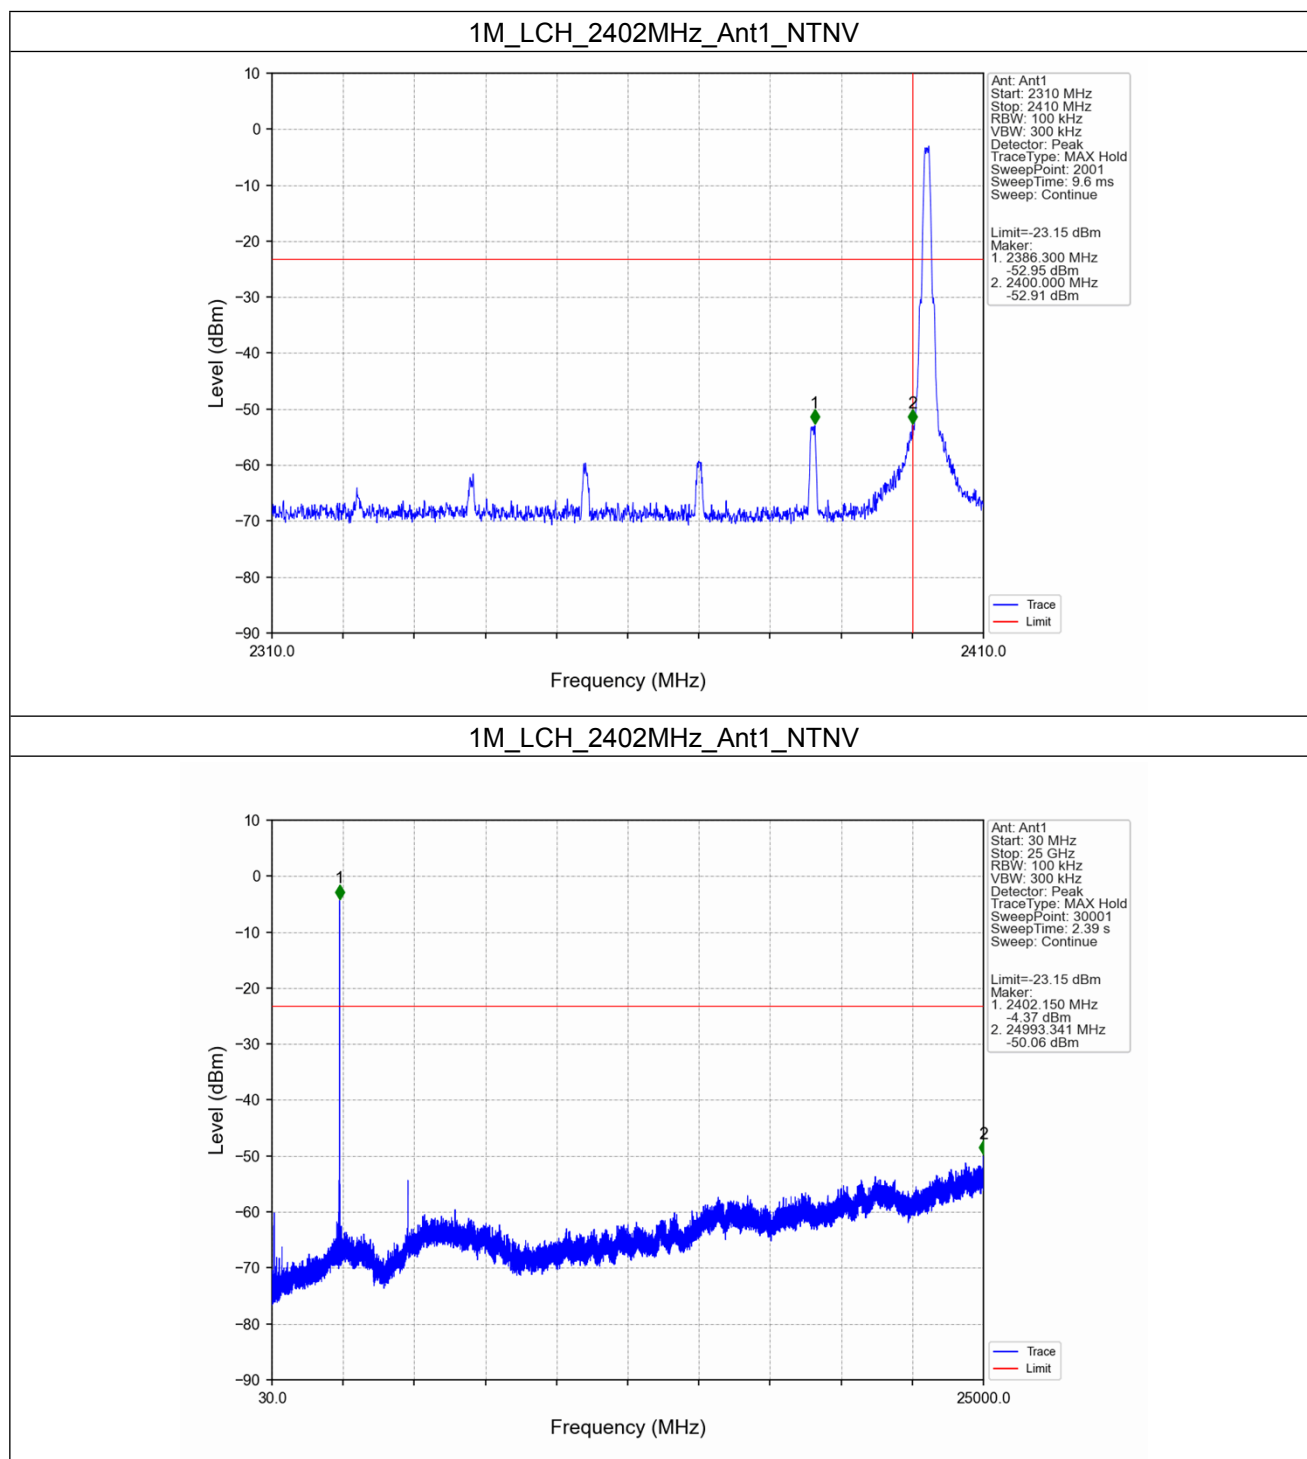 1M_LCH_2402MHz_Ant1_NTNV
10
0
−10
−20
−30
−40
−50
−60
−70
−80
−90
Level (dBm)
1
2
2310.0
2410.0
Frequency (MHz)
Ant: Ant1
Start: 2310 MHz
Stop: 2410 MHz
RBW: 100 kHz
VBW: 300 kHz
Detector: Peak
TraceType: MAX Hold
SweepPoint: 2001
SweepTime: 9.6 ms
Sweep: Continue
Limit=-23.15 dBm
Maker:
1. 2386.300 MHz
-52.95 dBm
2. 2400.000 MHz
-52.91 dBm
Trace
Limit
1M_LCH_2402MHz_Ant1_NTNV
10
0
−10
−20
−30
−40
−50
−60
−70
−80
−90
Level (dBm)
1
2
30.0
25000.0
Frequency (MHz)
Ant: Ant1
Start: 30 MHz
Stop: 25 GHz
RBW: 100 kHz
VBW: 300 kHz
Detector: Peak
TraceType: MAX Hold
SweepPoint: 30001
SweepTime: 2.39 s
Sweep: Continue
Limit=-23.15 dBm
Maker:
1. 2402.150 MHz
-4.37 dBm
2. 24993.341 MHz
-50.06 dBm
Trace
Limit